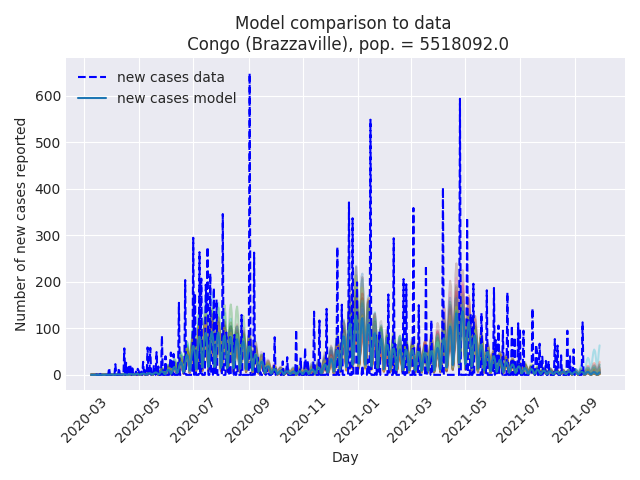 Model comparison to data
Congo (Brazzaville), pop. = 5518092.0
new cases data
new cases model
Number of new cases reported
600
500
400
300
200
100
0
2020-03
2020-05
2020-07
2020-09
2020-11
2021-01
2021-03
2021-05
2021-07
2021-09
Day